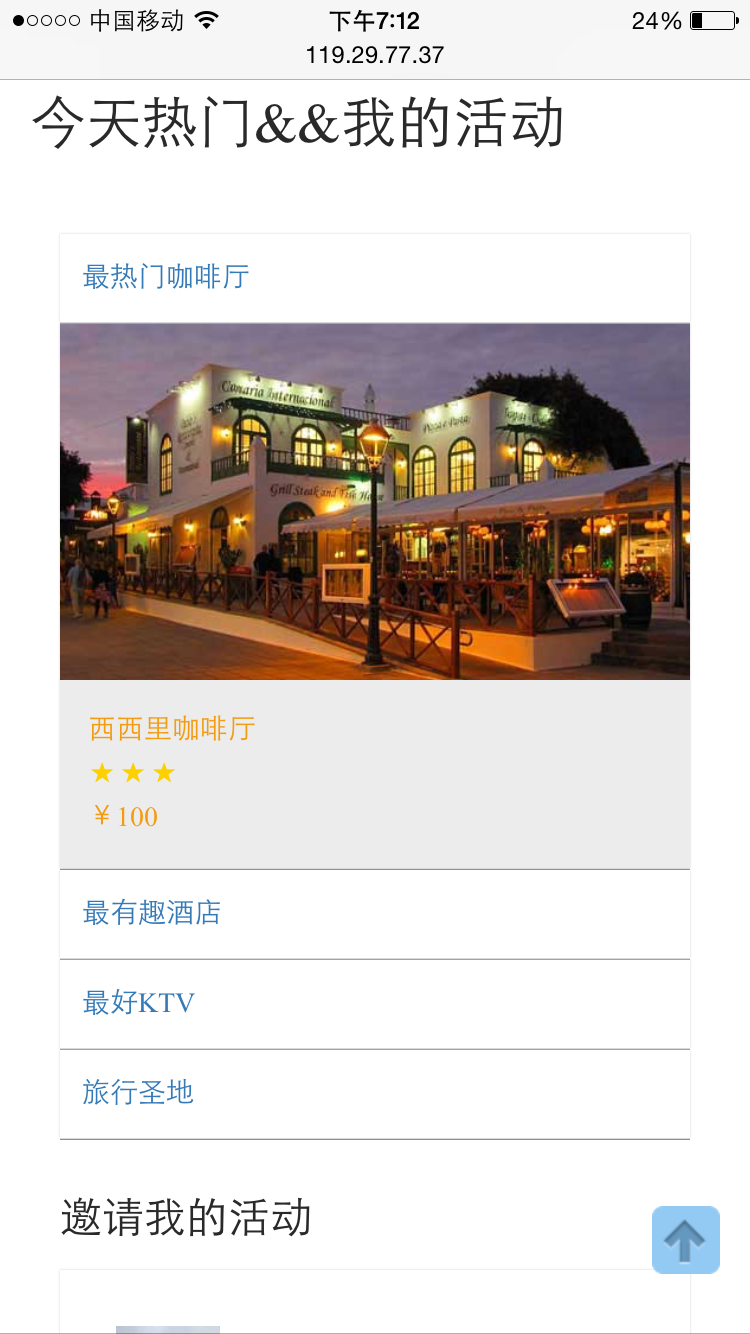 中国移动
下午7:12
24%
119.29.77.37
今天热门&&我的活动
最热门咖啡厅
Internacional
Grill Steak and Fish House
西西里咖啡厅
★ ★ ★
￥100
最有趣酒店
最好KTV
旅行圣地
邀请我的活动